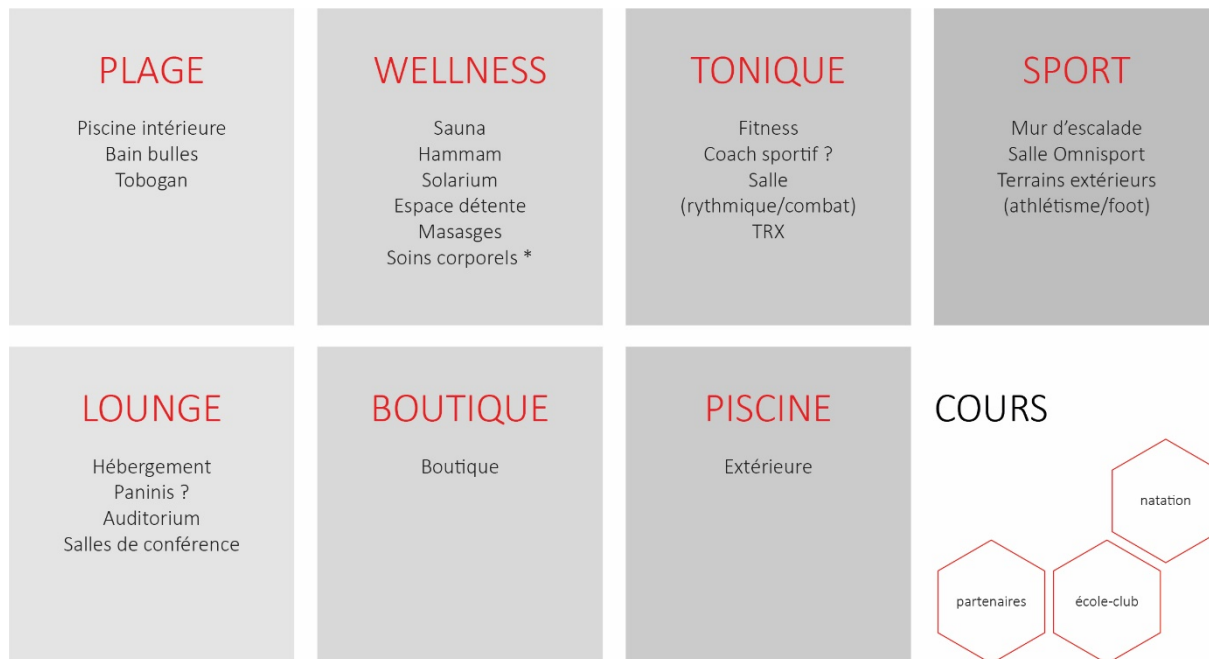 PLAGE
Piscine intérieure
Bain bulles
Tobogan
WELLNESS
Sauna
Hammam
Solarium
Espace détente
Masasges
Soins corporels *
TONIQUE
Fitness
Coach sportif ?
Salle
(rythmique/combat)
TRX
SPORT
Mur d’escalade
Salle Omnisport
Terrains extérieurs
(athlétisme/foot)
LOUNGE
Hébergement
Paninis ?
Auditorium
Salles de conférence
BOUTIQUE
Boutique
PISCINE
Extérieure
COURS
natation
partenaires
école-club